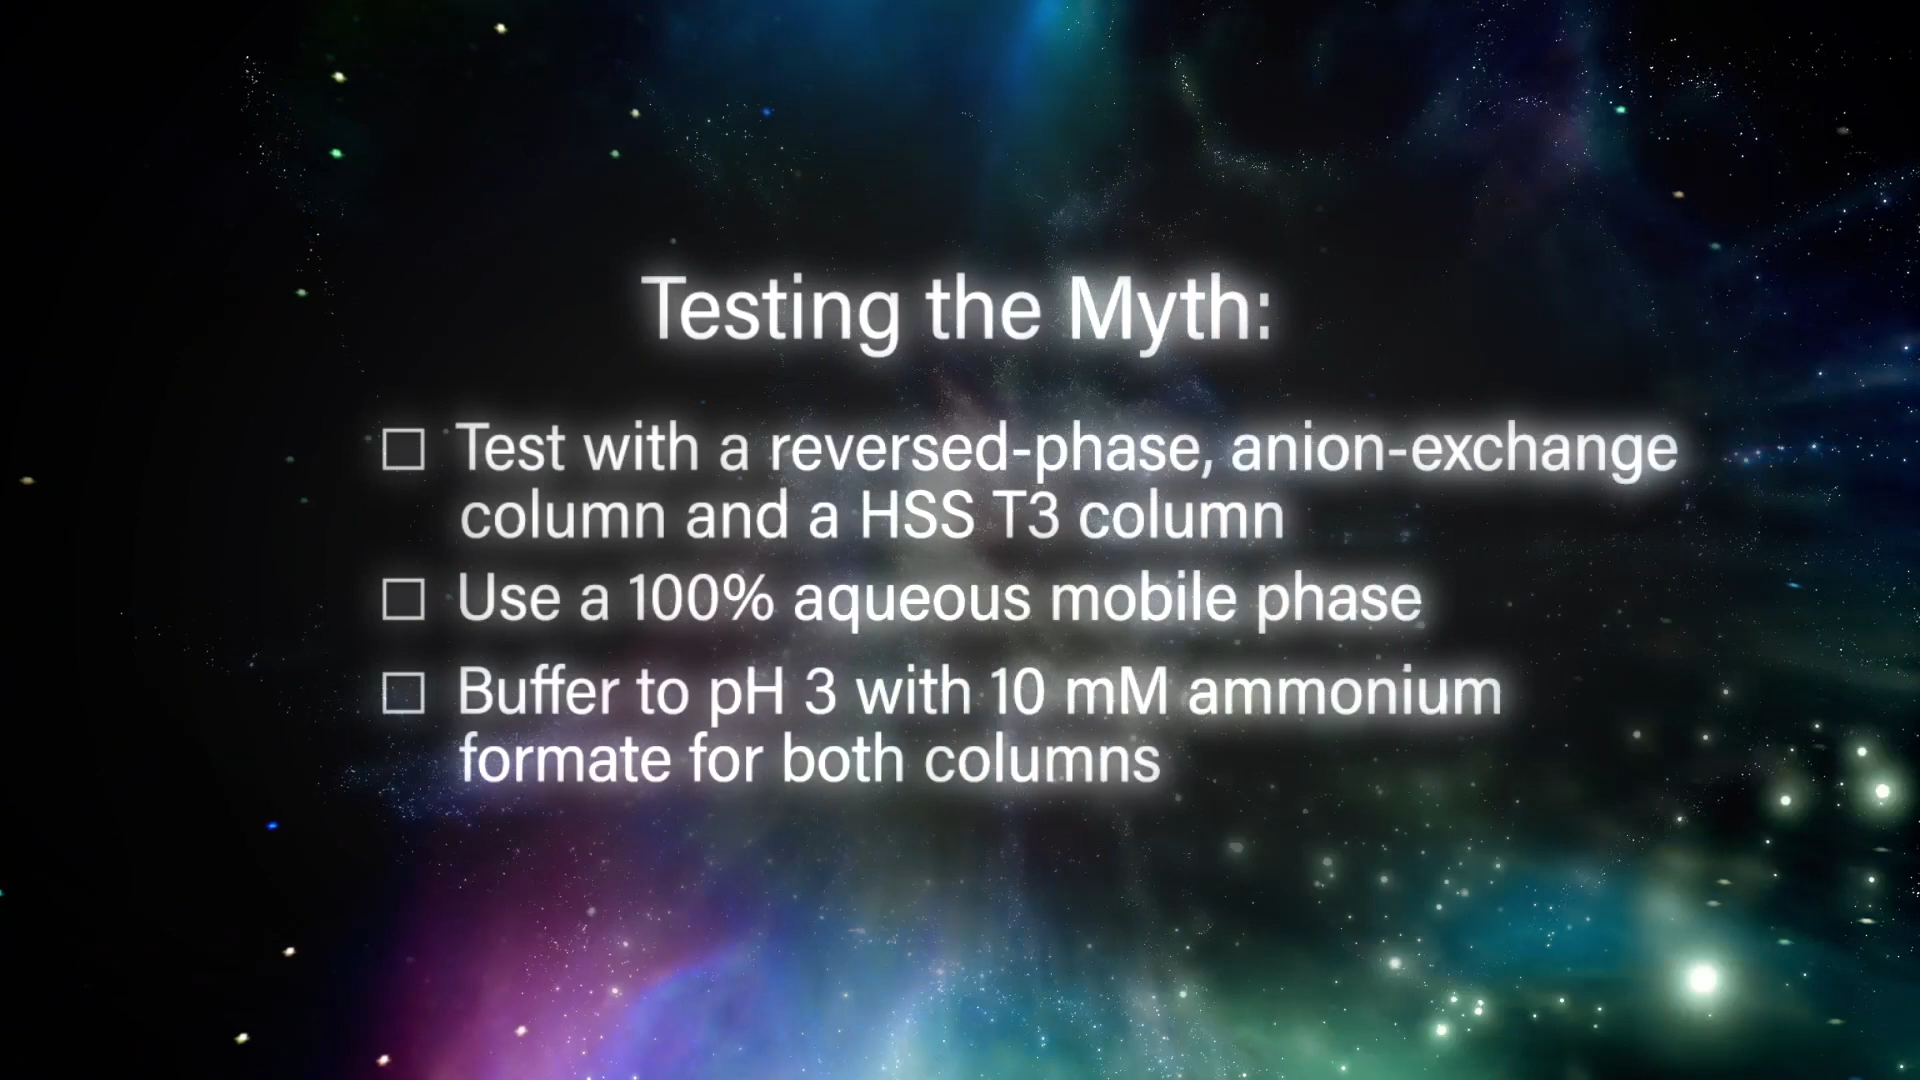 Testing the Myth:
☐ Test with a reversed-phase, anion-exchange
column and a HSS T3 column
☐ Use a 100% aqueous mobile phase
☐ Buffer to pH 3 with 10 mM ammonium
formate for both columns